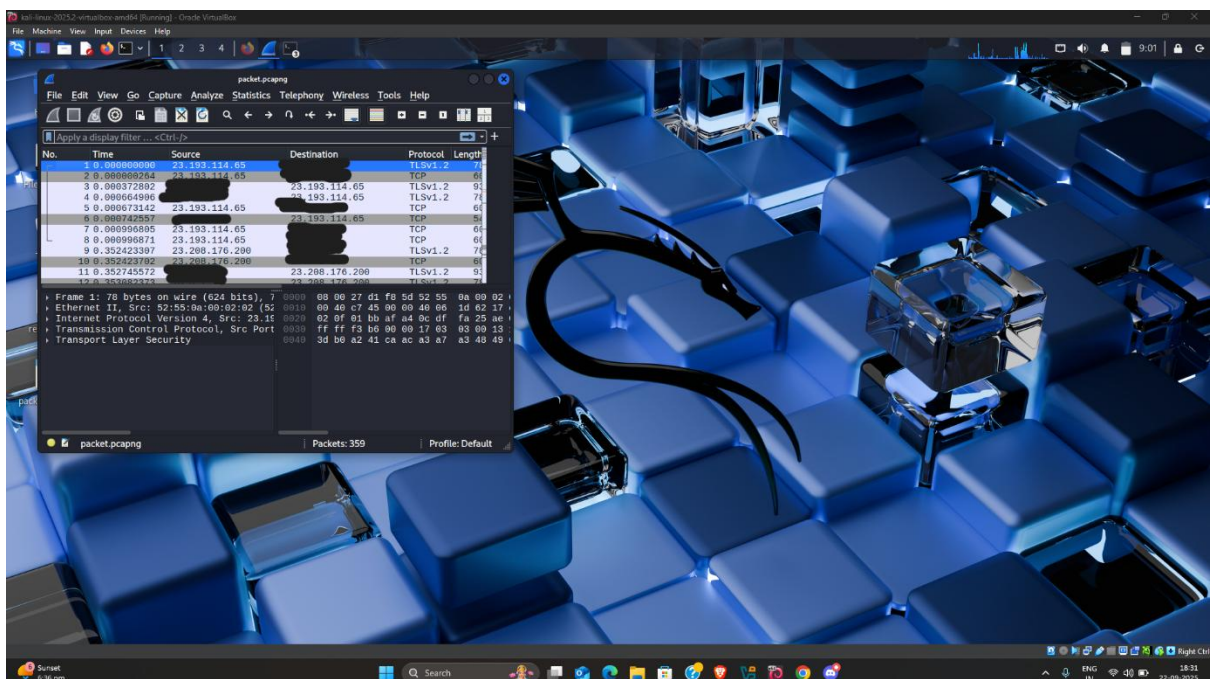 kali-linux-2025.2-virtualbox-amd64 [Running] - Oracle VirtualBox
File Machine View Input Devices Help
1 2 3 4 9:01
packet.pcapng
File Edit View Go Capture Analyze Statistics Telephony Wireless Tools Help
Apply a display filter ... <Ctrl-/>
No. Time Source Destination Protocol Length
1 0.000000000 23.193.114.65 TLSv1.2
2 0.000000264 23.193.114.65 TCP
3 0.000372802 23.193.114.65 TLSv1.2
4 0.000664906 23.193.114.65 TLSv1.2
5 0.000673142 23.193.114.65 TCP
6 0.000742557 23.193.114.65 TCP
7 0.000996805 23.193.114.65 TCP
8 0.000996871 23.193.114.65 TCP
9 0.352423307 23.208.176.200 TLSv1.2
10 0.352423702 23.208.176.200 TCP
11 0.352745572 23.208.176.200 TLSv1.2
Frame 1: 78 bytes on wire (624 bits), 7 0000 08 00 27 d1 f8 5d 52 55 0a 00 02
Ethernet II, Src: 52:55:0a:00:02:02 (52 0010 00 40 c7 45 00 00 40 06 1d 62 17
Internet Protocol Version 4, Src: 23.19 0020 02 0f 01 bb af a4 0c df fa 25 ae
Transmission Control Protocol, Src Port 0030 ff ff f3 b6 00 00 17 03 03 00 13
Transport Layer Security 0040 3d b0 a2 41 ca ac a3 a7 a3 48 49
packet.pcapng Packets: 359 Profile: Default
Right Ctrl
Sunset
6:36 pm
Search
ENG
IN
18:31
22-09-2025